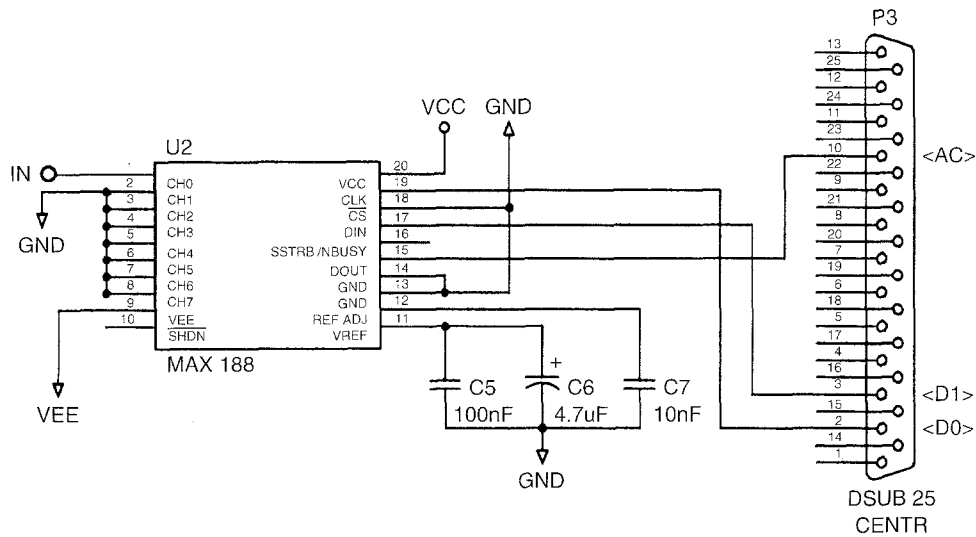 P3
13
25
12
24
11
23
10
<AC>
22
9
21
8
20
7
19
6
18
5
17
4
16
3
<D1>
15
2
<D0>
14
1
DSUB 25
CENTR
VCC
GND
U2
IN
GND
2
3
4
5
6
7
8
9
10
CH0
CH1
CH2
CH3
CH4
CH5
CH6
CH7
VEE
SHDN
VCC
CLK
CS
DIN
SSTRB/NBUSY
DOUT
GND
GND
REF ADJ
VREF
20
19
18
17
16
15
14
13
12
11
MAX 188
VEE
+
C5
100nF
C6
4.7uF
C7
10nF
GND